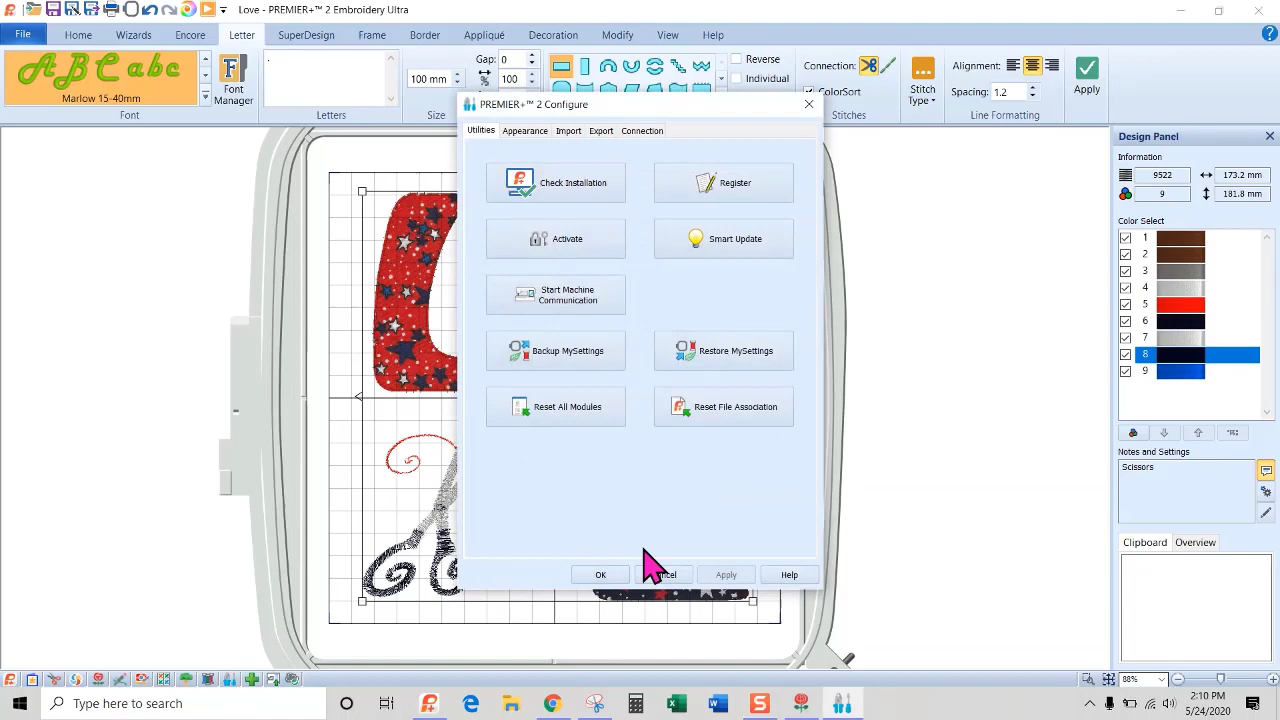 Love - PREMIER+™ 2 Embroidery Ultra
File Home Wizards Encore Letter SuperDesign Frame Border Appliqué Decoration Modify View Help
ABCabc
Marlow 15-40mm
Font Manager
Font
Letters
Gap: 0
100 mm
100
%
Size
Reverse
Individual
Connection:
ColorSort
Stitches
Stitch Type
Alignment:
Spacing: 1.2
Line Formatting
Apply
PREMIER+™ 2 Configure
Utilities Appearance Import Export Connection
Check Installation
Register
Activate
Smart Update
Start Machine Communication
Backup MySettings
Restore MySettings
Reset All Modules
Reset File Association
OK
Apply
Help
Design Panel
Information
9522 173.2 mm
9 181.8 mm
Color Select
1
2
3
4
5
6
7
8
9
Notes and Settings
Scissors
Clipboard Overview
88%
Type here to search
2:10 PM
5/24/2020